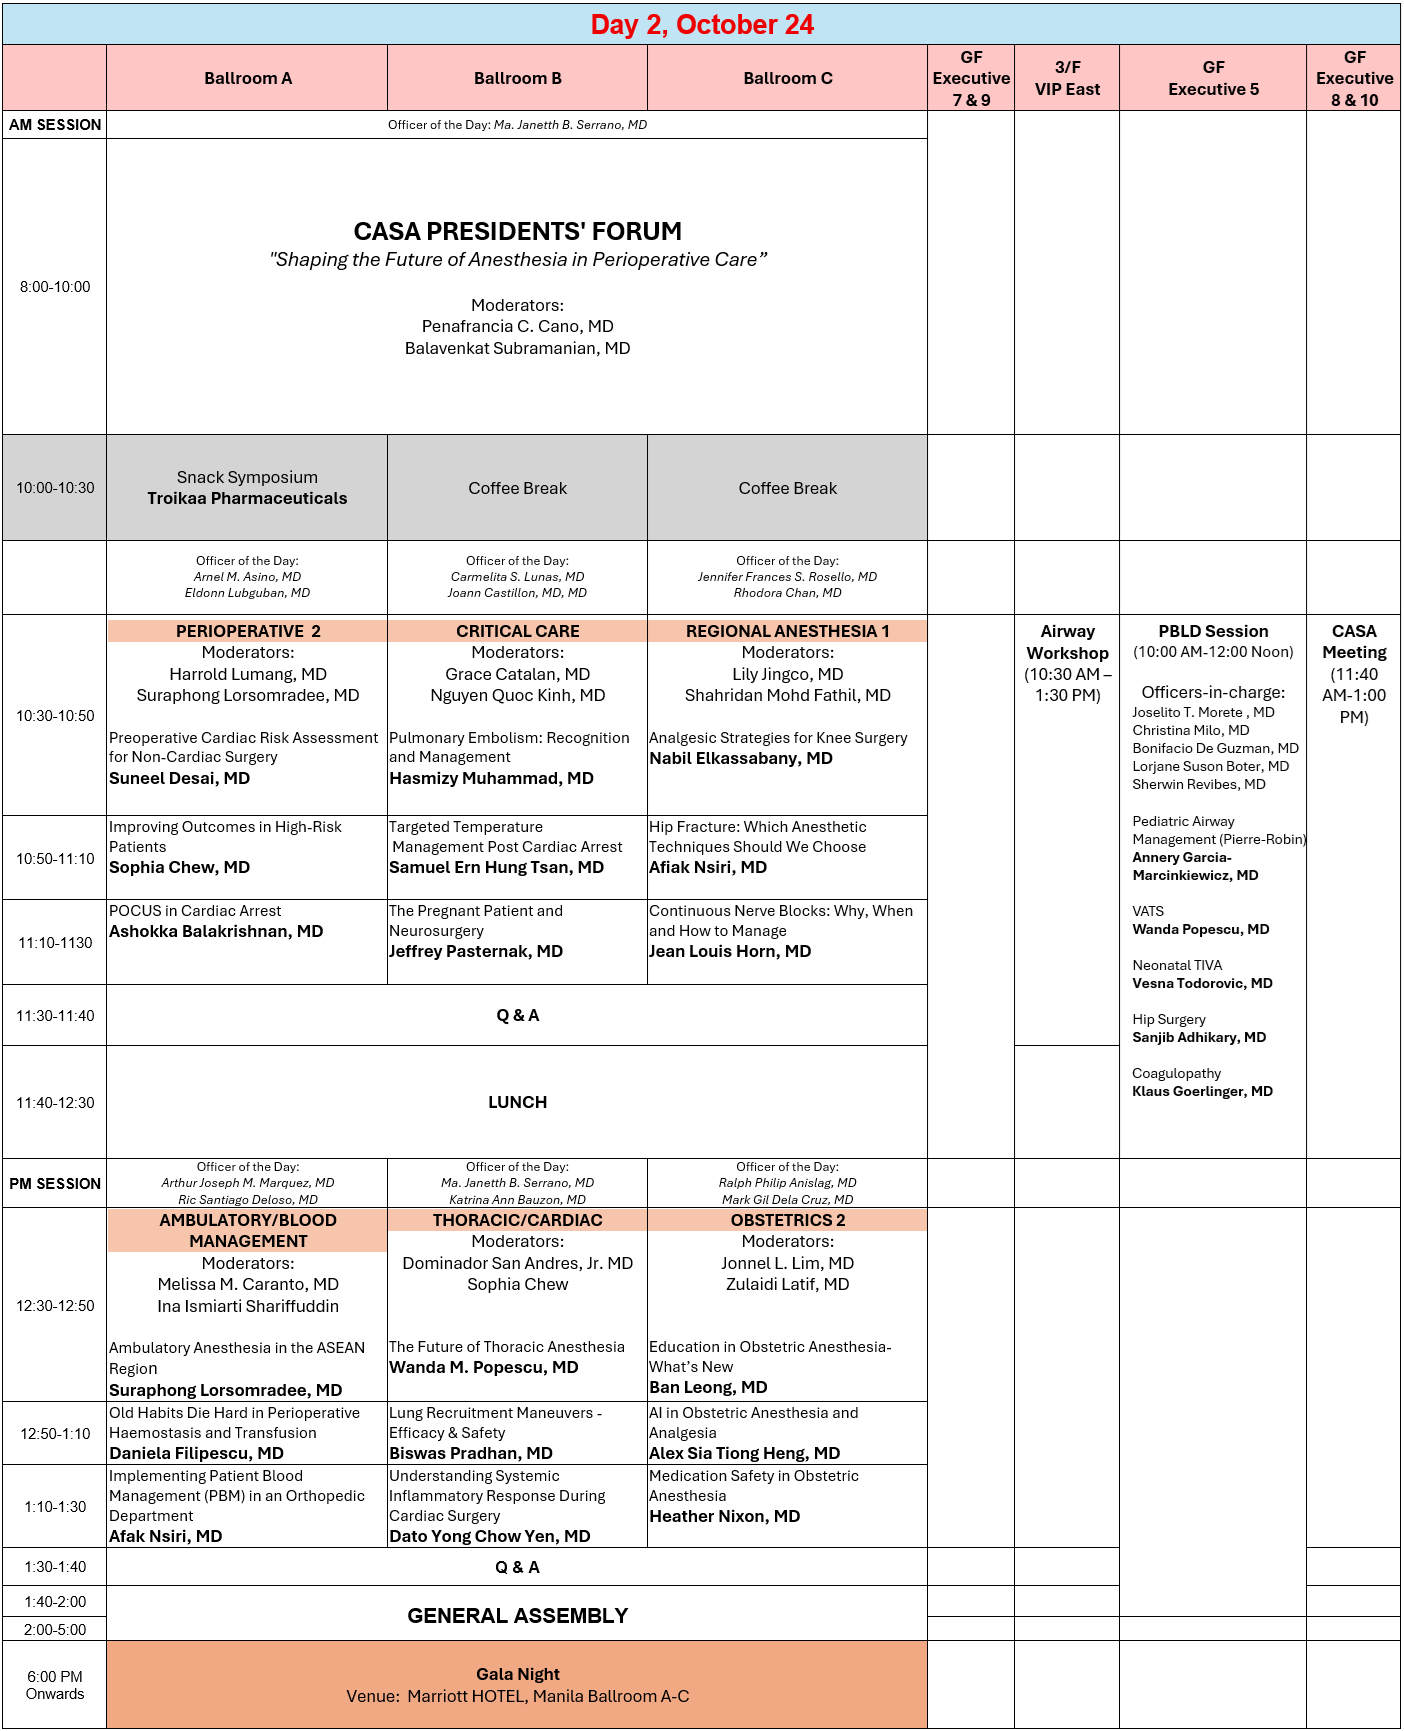 Day 2, October 24
Ballroom A
Ballroom B
Ballroom C
GF
Executive
7 & 9
3/F
VIP East
GF
Executive 5
GF
Executive
8 & 10
AM SESSION
Officer of the Day: Ma. Janetth B. Serrano, MD
8:00-10:00
CASA PRESIDENTS' FORUM
"Shaping the Future of Anesthesia in Perioperative Care”
Moderators:
Penafrancia C. Cano, MD
Balavenkat Subramanian, MD
10:00-10:30
Snack Symposium
Troikaa Pharmaceuticals
Coffee Break
Coffee Break
Officer of the Day:
Arnel M. Asino, MD
Eldonn Lubguban, MD
Officer of the Day:
Carmelita S. Lunas, MD
Joann Castillon, MD, MD
Officer of the Day:
Jennifer Frances S. Rosello, MD
Rhodora Chan, MD
10:30-10:50
PERIOPERATIVE  2
Moderators:
Harrold Lumang, MD
Suraphong Lorsomradee, MD
Preoperative Cardiac Risk Assessment
for Non-Cardiac Surgery
Suneel Desai, MD
CRITICAL CARE
Moderators:
Grace Catalan, MD
Nguyen Quoc Kinh, MD
Pulmonary Embolism: Recognition
and Management
Hasmizy Muhammad, MD
REGIONAL ANESTHESIA 1
Moderators:
Lily Jingco, MD
Shahridan Mohd Fathil, MD
Analgesic Strategies for Knee Surgery
Nabil Elkassabany, MD
Airway
Workshop
(10:30 AM –
1:30 PM)
PBLD Session
(10:00 AM-12:00 Noon)
Officers-in-charge:
Joselito T. Morete , MD
Christina Milo, MD
Bonifacio De Guzman, MD
Lorjane Suson Boter, MD
Sherwin Revibes, MD
Pediatric Airway
Management (Pierre-Robin)
Annery Garcia-
Marcinkiewicz, MD
VATS
Wanda Popescu, MD
Neonatal TIVA
Vesna Todorovic, MD
Hip Surgery
Sanjib Adhikary, MD
Coagulopathy
Klaus Goerlinger, MD
CASA
Meeting
(11:40
AM-1:00
PM)
10:50-11:10
Improving Outcomes in High-Risk
Patients
Sophia Chew, MD
Targeted Temperature
Management Post Cardiac Arrest
Samuel Ern Hung Tsan, MD
Hip Fracture: Which Anesthetic
Techniques Should We Choose
Afiak Nsiri, MD
11:10-1130
POCUS in Cardiac Arrest
Ashokka Balakrishnan, MD
The Pregnant Patient and
Neurosurgery
Jeffrey Pasternak, MD
Continuous Nerve Blocks: Why, When
and How to Manage
Jean Louis Horn, MD
11:30-11:40
Q & A
11:40-12:30
LUNCH
PM SESSION
Officer of the Day:
Arthur Joseph M. Marquez, MD
Ric Santiago Deloso, MD
Officer of the Day:
Ma. Janetth B. Serrano, MD
Katrina Ann Bauzon, MD
Officer of the Day:
Ralph Philip Anislag, MD
Mark Gil Dela Cruz, MD
12:30-12:50
AMBULATORY/BLOOD
MANAGEMENT
Moderators:
Melissa M. Caranto, MD
Ina Ismiarti Shariffuddin
Ambulatory Anesthesia in the ASEAN
Region
Suraphong Lorsomradee, MD
THORACIC/CARDIAC
Moderators:
Dominador San Andres, Jr. MD
Sophia Chew
The Future of Thoracic Anesthesia
Wanda M. Popescu, MD
OBSTETRICS 2
Moderators:
Jonnel L. Lim, MD
Zulaidi Latif, MD
Education in Obstetric Anesthesia-
What’s New
Ban Leong, MD
12:50-1:10
Old Habits Die Hard in Perioperative
Haemostasis and Transfusion
Daniela Filipescu, MD
Lung Recruitment Maneuvers -
Efficacy & Safety
Biswas Pradhan, MD
AI in Obstetric Anesthesia and
Analgesia
Alex Sia Tiong Heng, MD
1:10-1:30
Implementing Patient Blood
Management (PBM) in an Orthopedic
Department
Afak Nsiri, MD
Understanding Systemic
Inflammatory Response During
Cardiac Surgery
Dato Yong Chow Yen, MD
Medication Safety in Obstetric
Anesthesia
Heather Nixon, MD
1:30-1:40
Q & A
1:40-2:00
GENERAL ASSEMBLY
2:00-5:00
6:00 PM
Onwards
Gala Night
Venue:  Marriott HOTEL, Manila Ballroom A-C